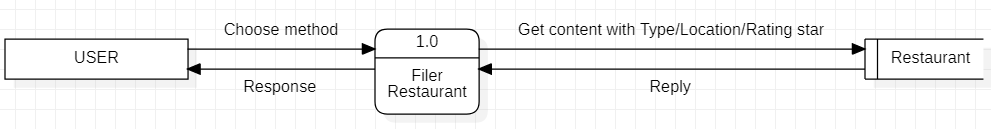 Choose method
1.0
Get content with Type/Location/Rating star
USER
Restaurant
Filer
Restaurant
Response
Reply